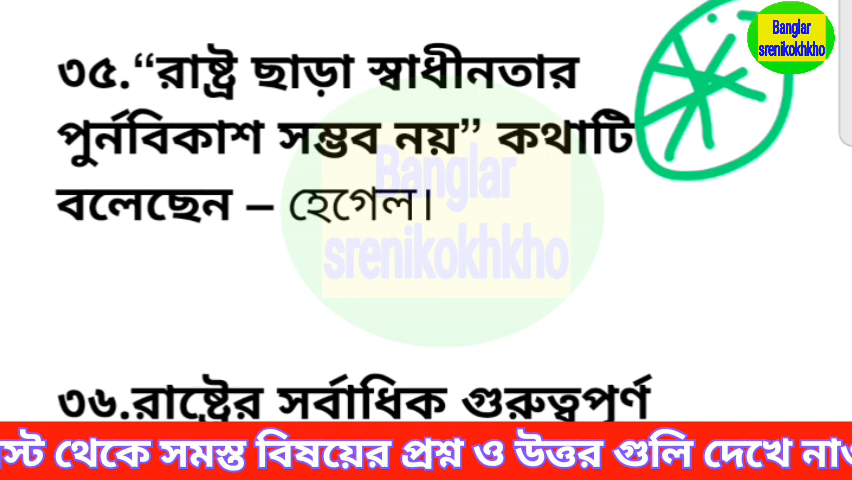 Banglar
srenikokhkho
৩৫.“রাষ্ট্র ছাড়া স্বাধীনতার
পুর্নবিকাশ সম্ভব নয়” কথাটি
বলেছেন – হেগেল।
Banglar
srenikokhkho
৩৬.রাষ্ট্রের সর্বাধিক গুরুত্বপূর্ণ
থেকে সমস্ত বিষয়ের প্রশ্ন ও উত্তর গুলি দেখে